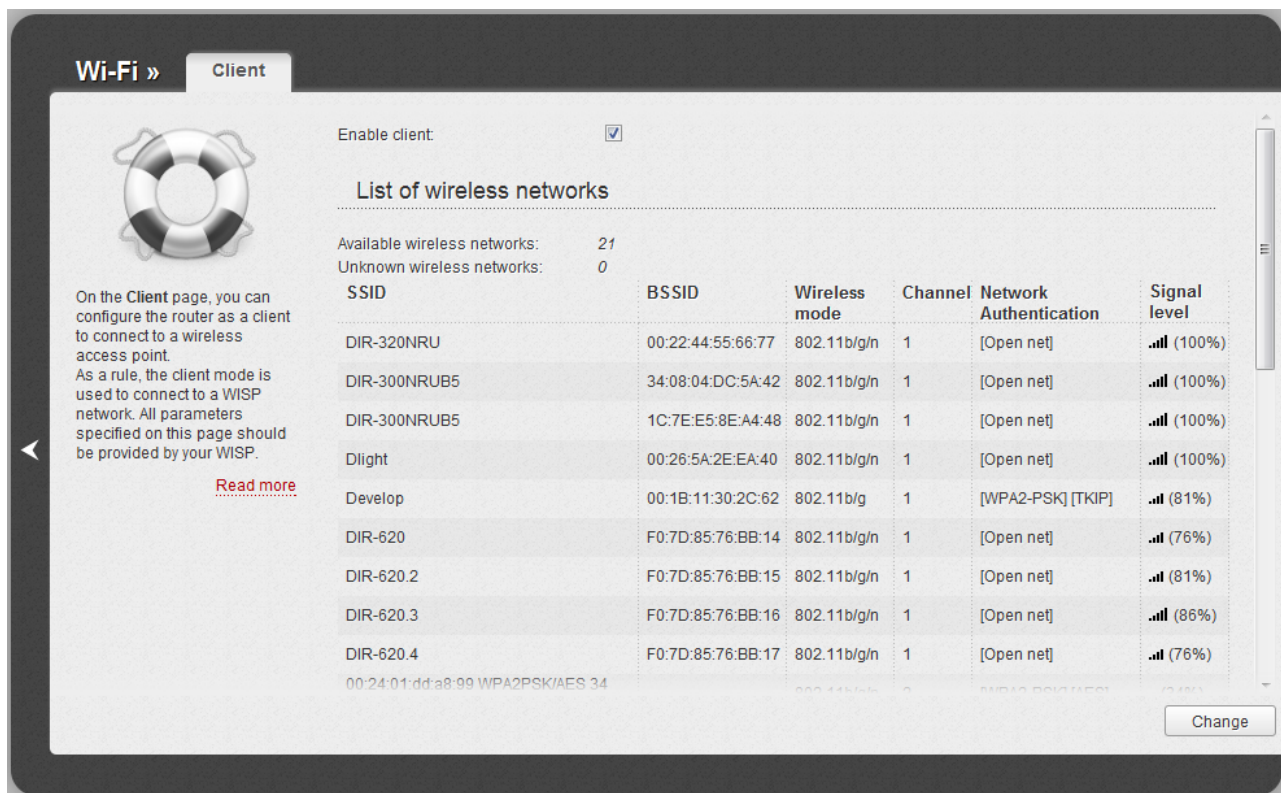 Wi-Fi »
Client
On the Client page, you can
configure the router as a client
to connect to a wireless
access point.
As a rule, the client mode is
used to connect to a WISP
network. All parameters
specified on this page should
be provided by your WISP.
Read more
Enable client:
List of wireless networks
Available wireless networks: 21
Unknown wireless networks: 0
SSID BSSID Wireless mode Channel Network Authentication Signal level
DIR-320NRU 00:22:44:55:66:77 802.11b/g/n 1 [Open net] (100%)
DIR-300NRUB5 34:08:04:DC:5A:42 802.11b/g/n 1 [Open net] (100%)
DIR-300NRUB5 1C:7E:E5:8E:A4:48 802.11b/g/n 1 [Open net] (100%)
Dlight 00:26:5A:2E:EA:40 802.11b/g/n 1 [Open net] (100%)
Develop 00:1B:11:30:2C:62 802.11b/g 1 [WPA2-PSK] [TKIP] (81%)
DIR-620 F0:7D:85:76:BB:14 802.11b/g/n 1 [Open net] (76%)
DIR-620.2 F0:7D:85:76:BB:15 802.11b/g/n 1 [Open net] (81%)
DIR-620.3 F0:7D:85:76:BB:16 802.11b/g/n 1 [Open net] (86%)
DIR-620.4 F0:7D:85:76:BB:17 802.11b/g/n 1 [Open net] (76%)
00:24:01:dd:a8:99 WPA2PSK/AES 34
Change